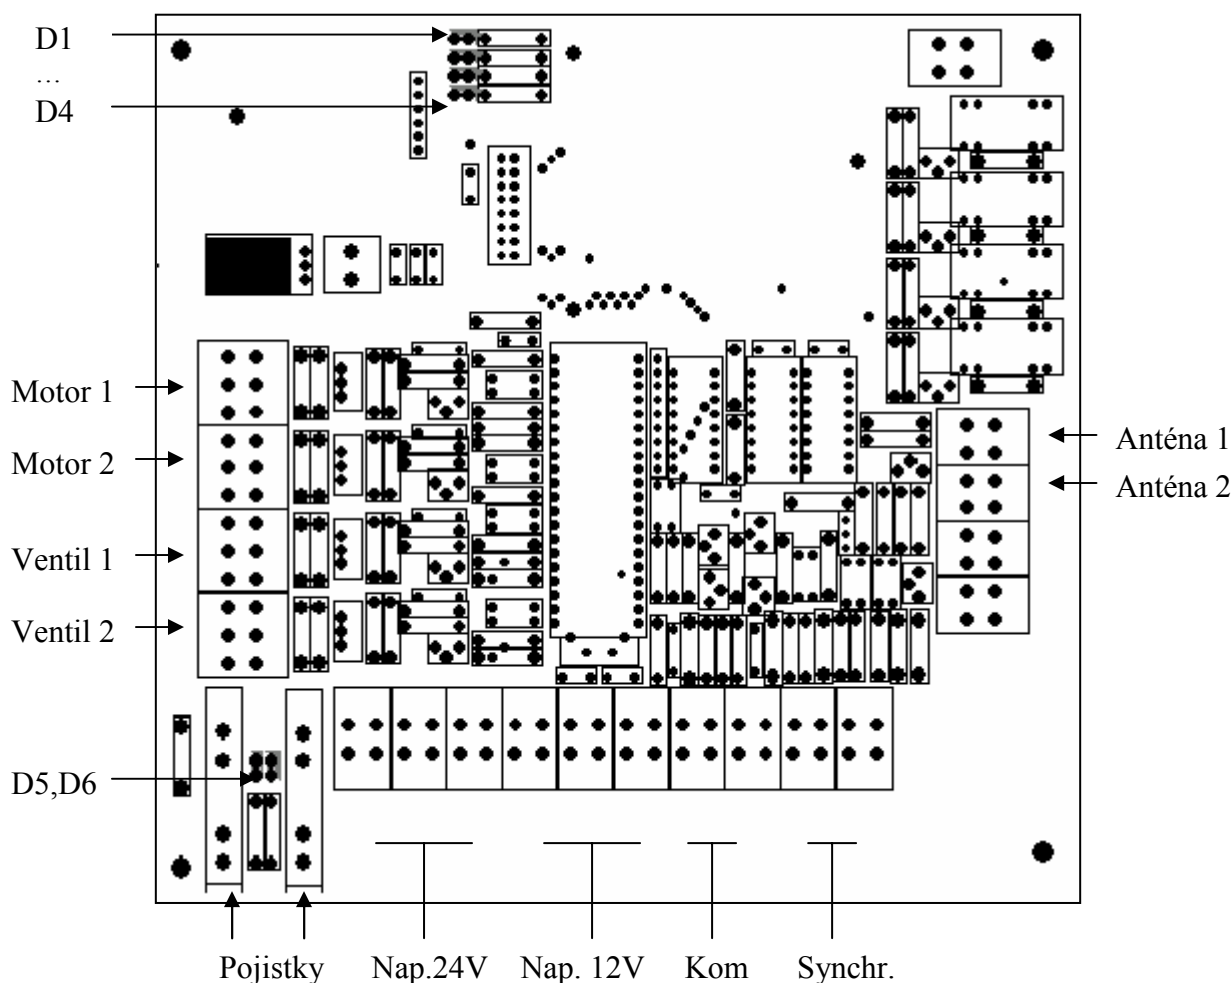 D1
…
D4
Motor 1
Motor 2
Ventil 1
Ventil 2
Anténa 1
Anténa 2
D5,D6
Pojistky
Nap.24V
Nap. 12V
Kom
Synchr.